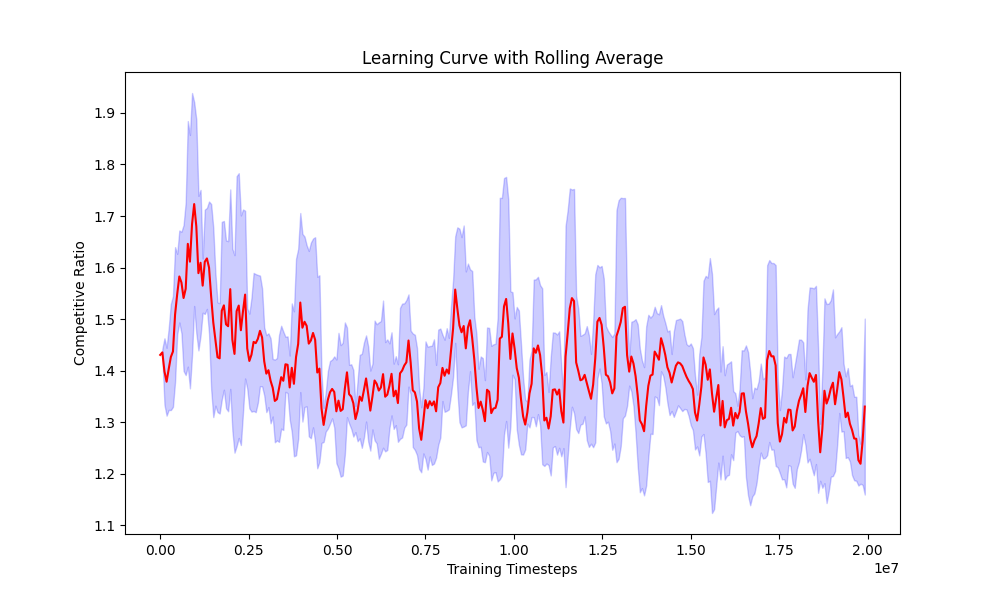 Learning Curve with Rolling Average
Competitive Ratio
1.9
1.8
1.7
1.6
1.5
1.4
1.3
1.2
1.1
0.00 0.25 0.50 0.75 1.00 1.25 1.50 1.75 2.00
1e7
Training Timesteps